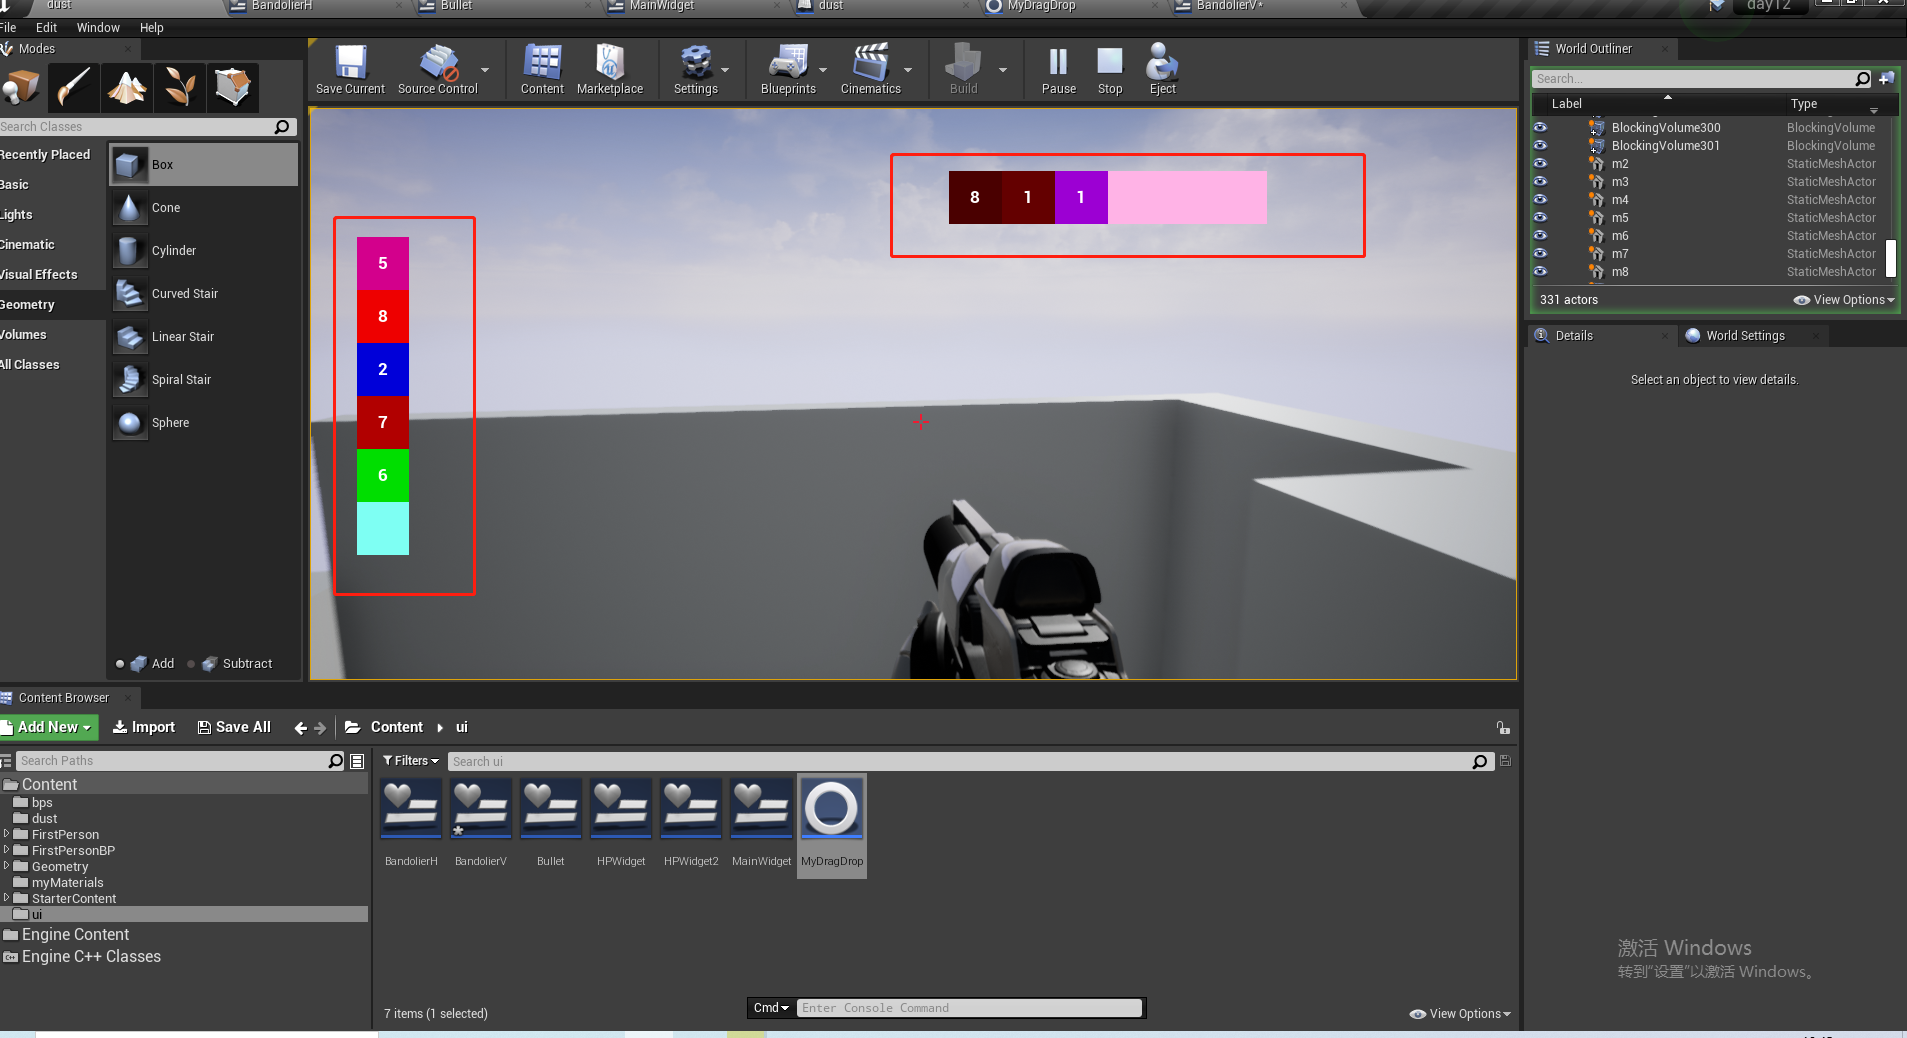 dust
BandolierH
Bullet
MainWidget
dust
MyDragDrop
BandolierV*
day12
File Edit Window Help
Modes
Search Classes
Recently Placed
Basic
Lights
Cinematic
Visual Effects
Geometry
Volumes
All Classes
Box
Cone
Cylinder
Curved Stair
Linear Stair
Spiral Stair
Sphere
Add
Subtract
Save Current
Source Control
Content
Marketplace
Settings
Blueprints
Cinematics
Build
Pause
Stop
Eject
8 1 1
5
8
2
7
6
World Outliner
Search...
Label Type
BlockingVolume300 BlockingVolume
BlockingVolume301 BlockingVolume
m2 StaticMeshActor
m3 StaticMeshActor
m4 StaticMeshActor
m5 StaticMeshActor
m6 StaticMeshActor
m7 StaticMeshActor
m8 StaticMeshActor
331 actors
View Options
Details
World Settings
Select an object to view details.
Content Browser
Add New
Import
Save All
Content
ui
Search Paths
Content
bps
dust
FirstPerson
FirstPersonBP
Geometry
myMaterials
StarterContent
ui
Engine Content
Engine C++ Classes
Filters
Search ui
BandolierH
BandolierV
Bullet
HPWidget
HPWidget2
MainWidget
MyDragDrop
7 items (1 selected)
Cmd
Enter Console Command
View Options
激活 Windows
转到“设置”以激活 Windows。